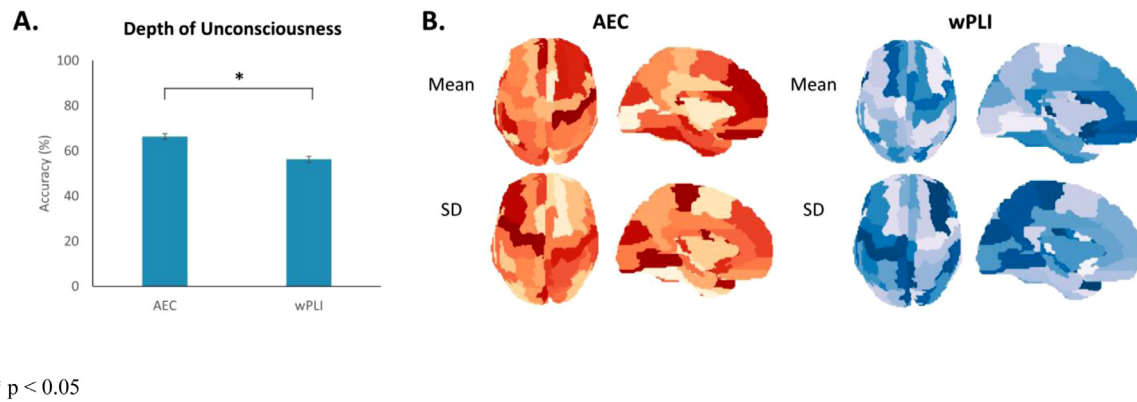 A.
Depth of Unconsciousness
*
100
80
60
40
20
0
Accuracy (%)
AEC
wPLI
B.
AEC
wPLI
Mean
Mean
SD
SD
* p < 0.05